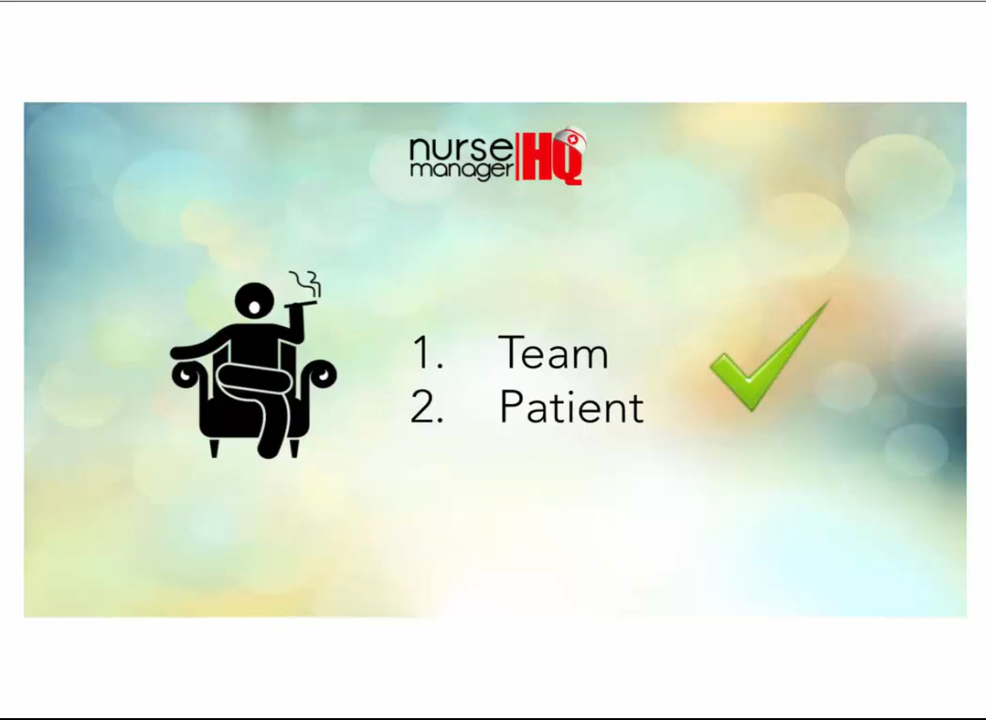 nurse
manager
HQ
1. Team
2. Patient